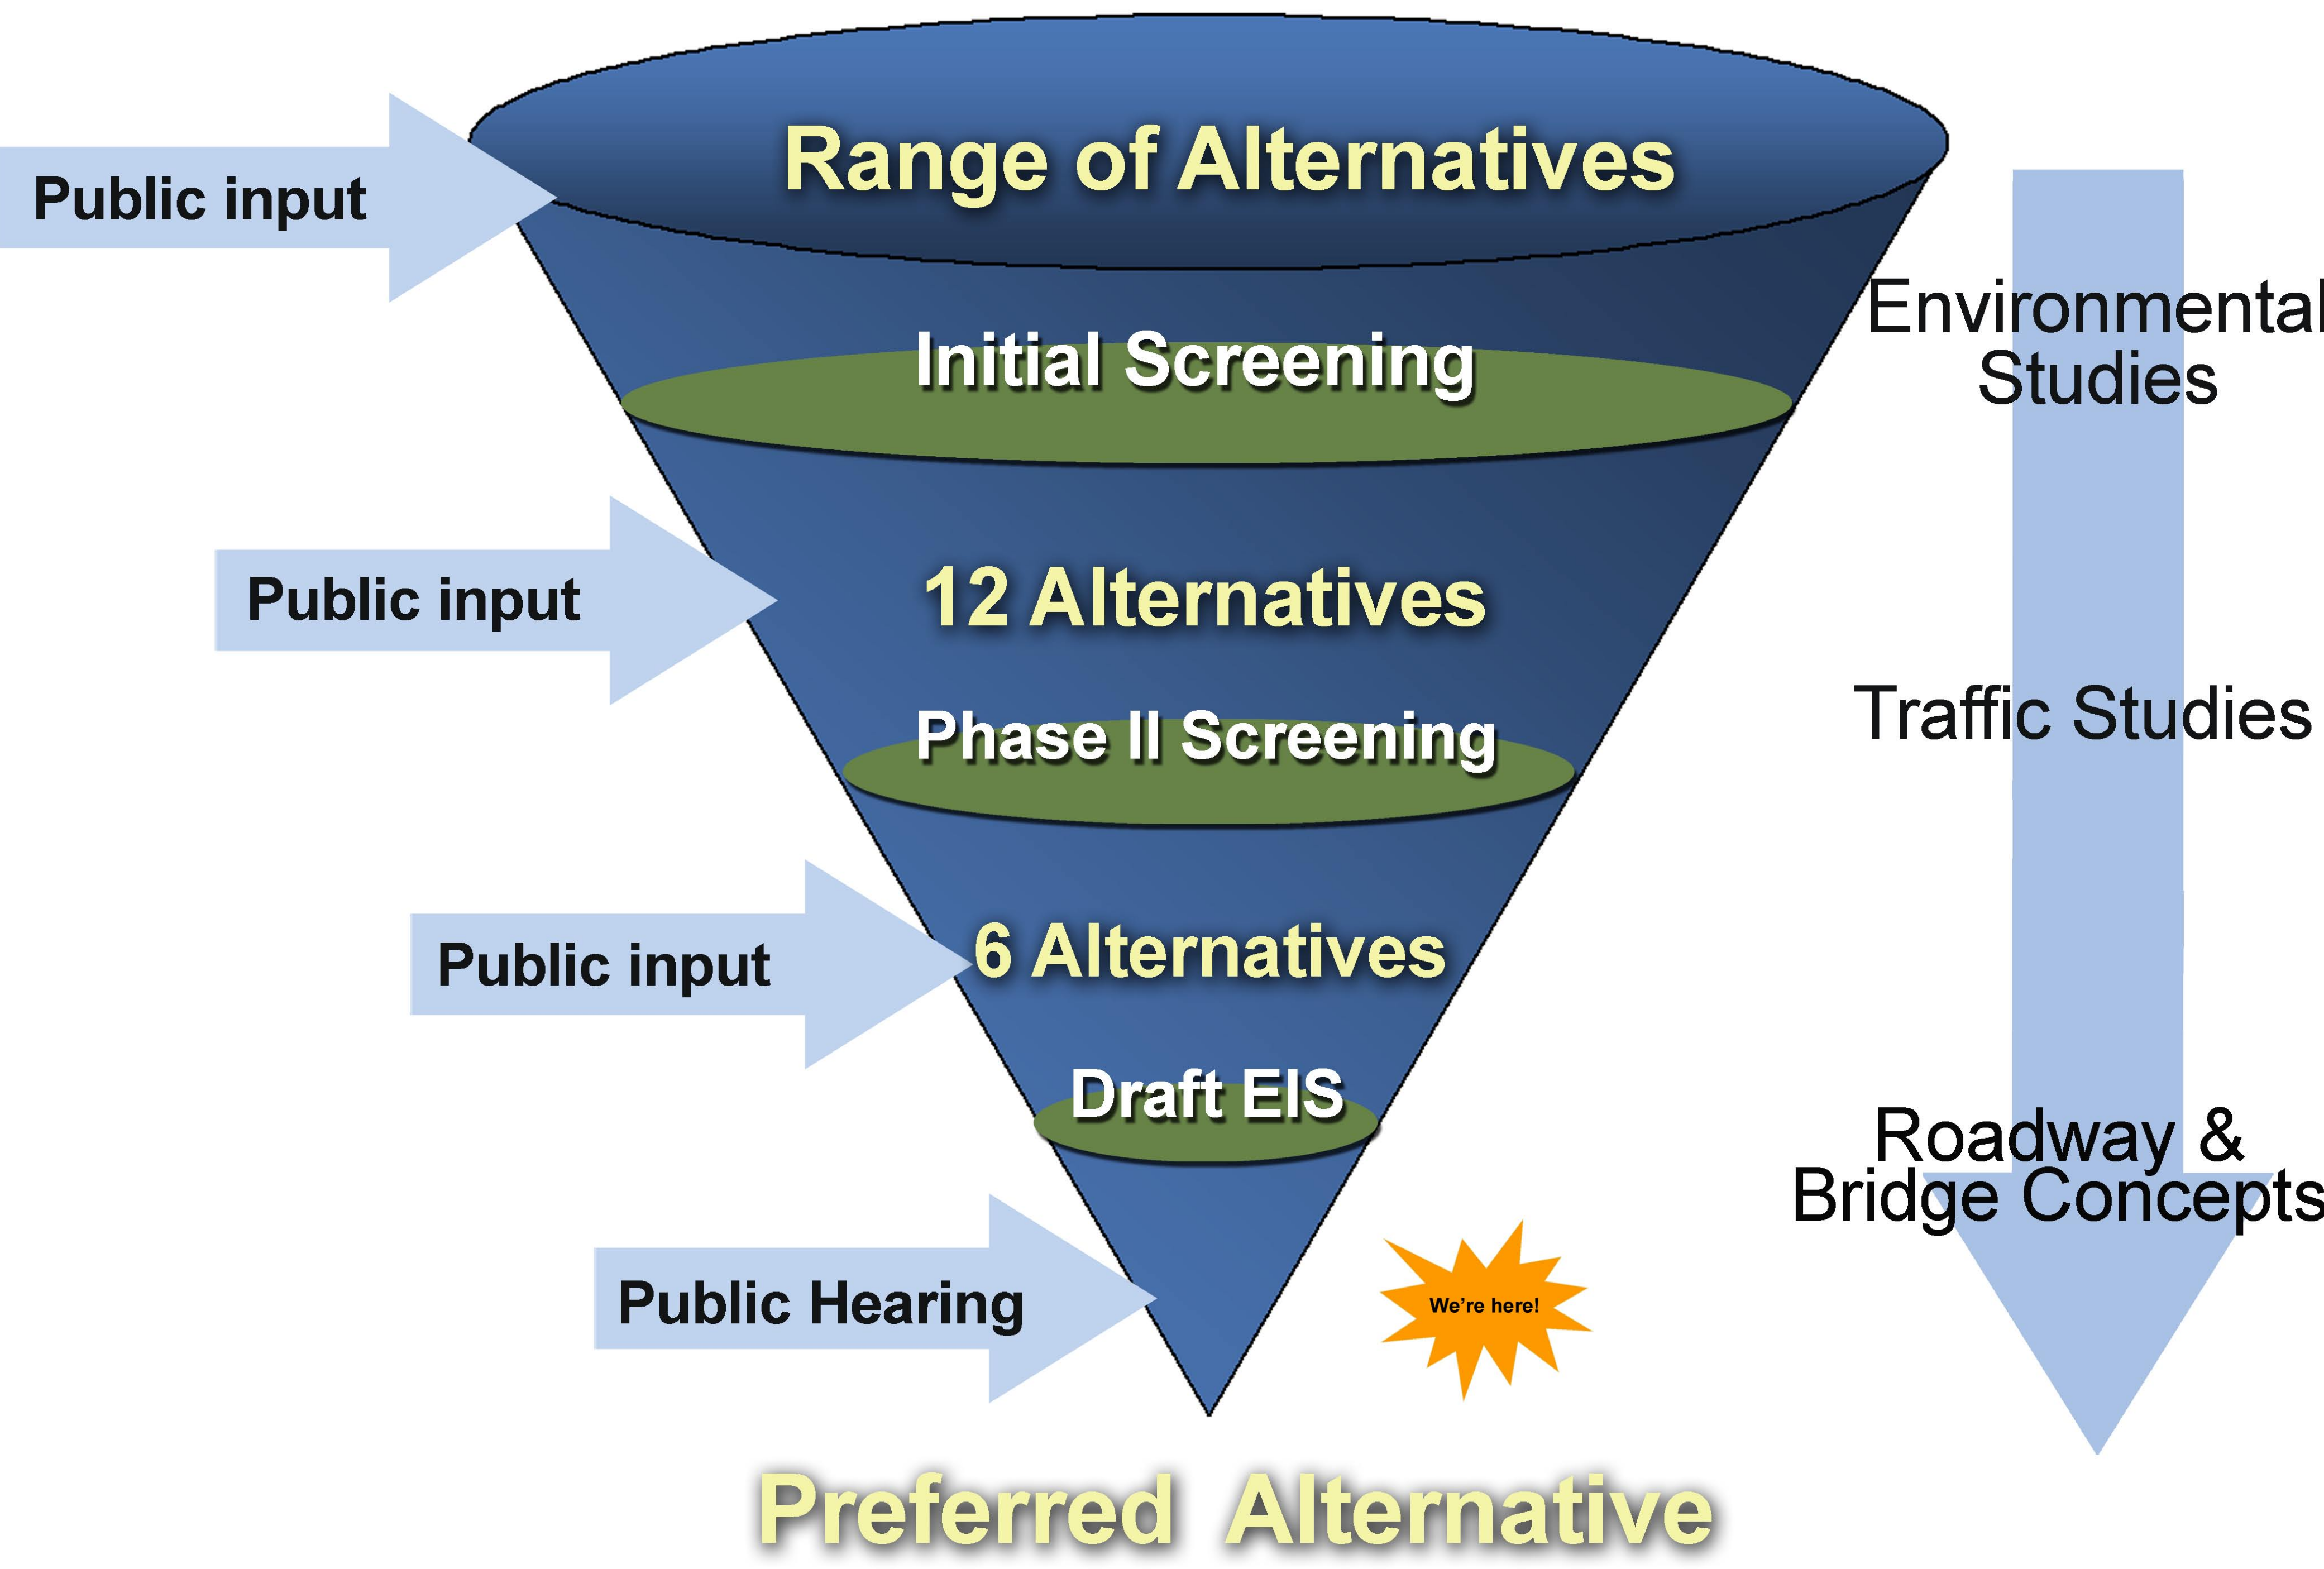 Range of Alternatives
Public input
Initial Screening
Environmental
Studies
Public input
12 Alternatives
Phase II Screening
Traffic Studies
Public input
6 Alternatives
Draft EIS
Roadway &
Bridge Concepts
Public Hearing
We're here!
Preferred Alternative